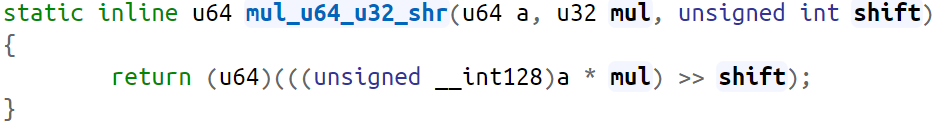 static inline u64 mul_u64_u32_shr(u64 a, u32 mul, unsigned int shift)
{
        return (u64)(((unsigned __int128)a * mul) >> shift);
}